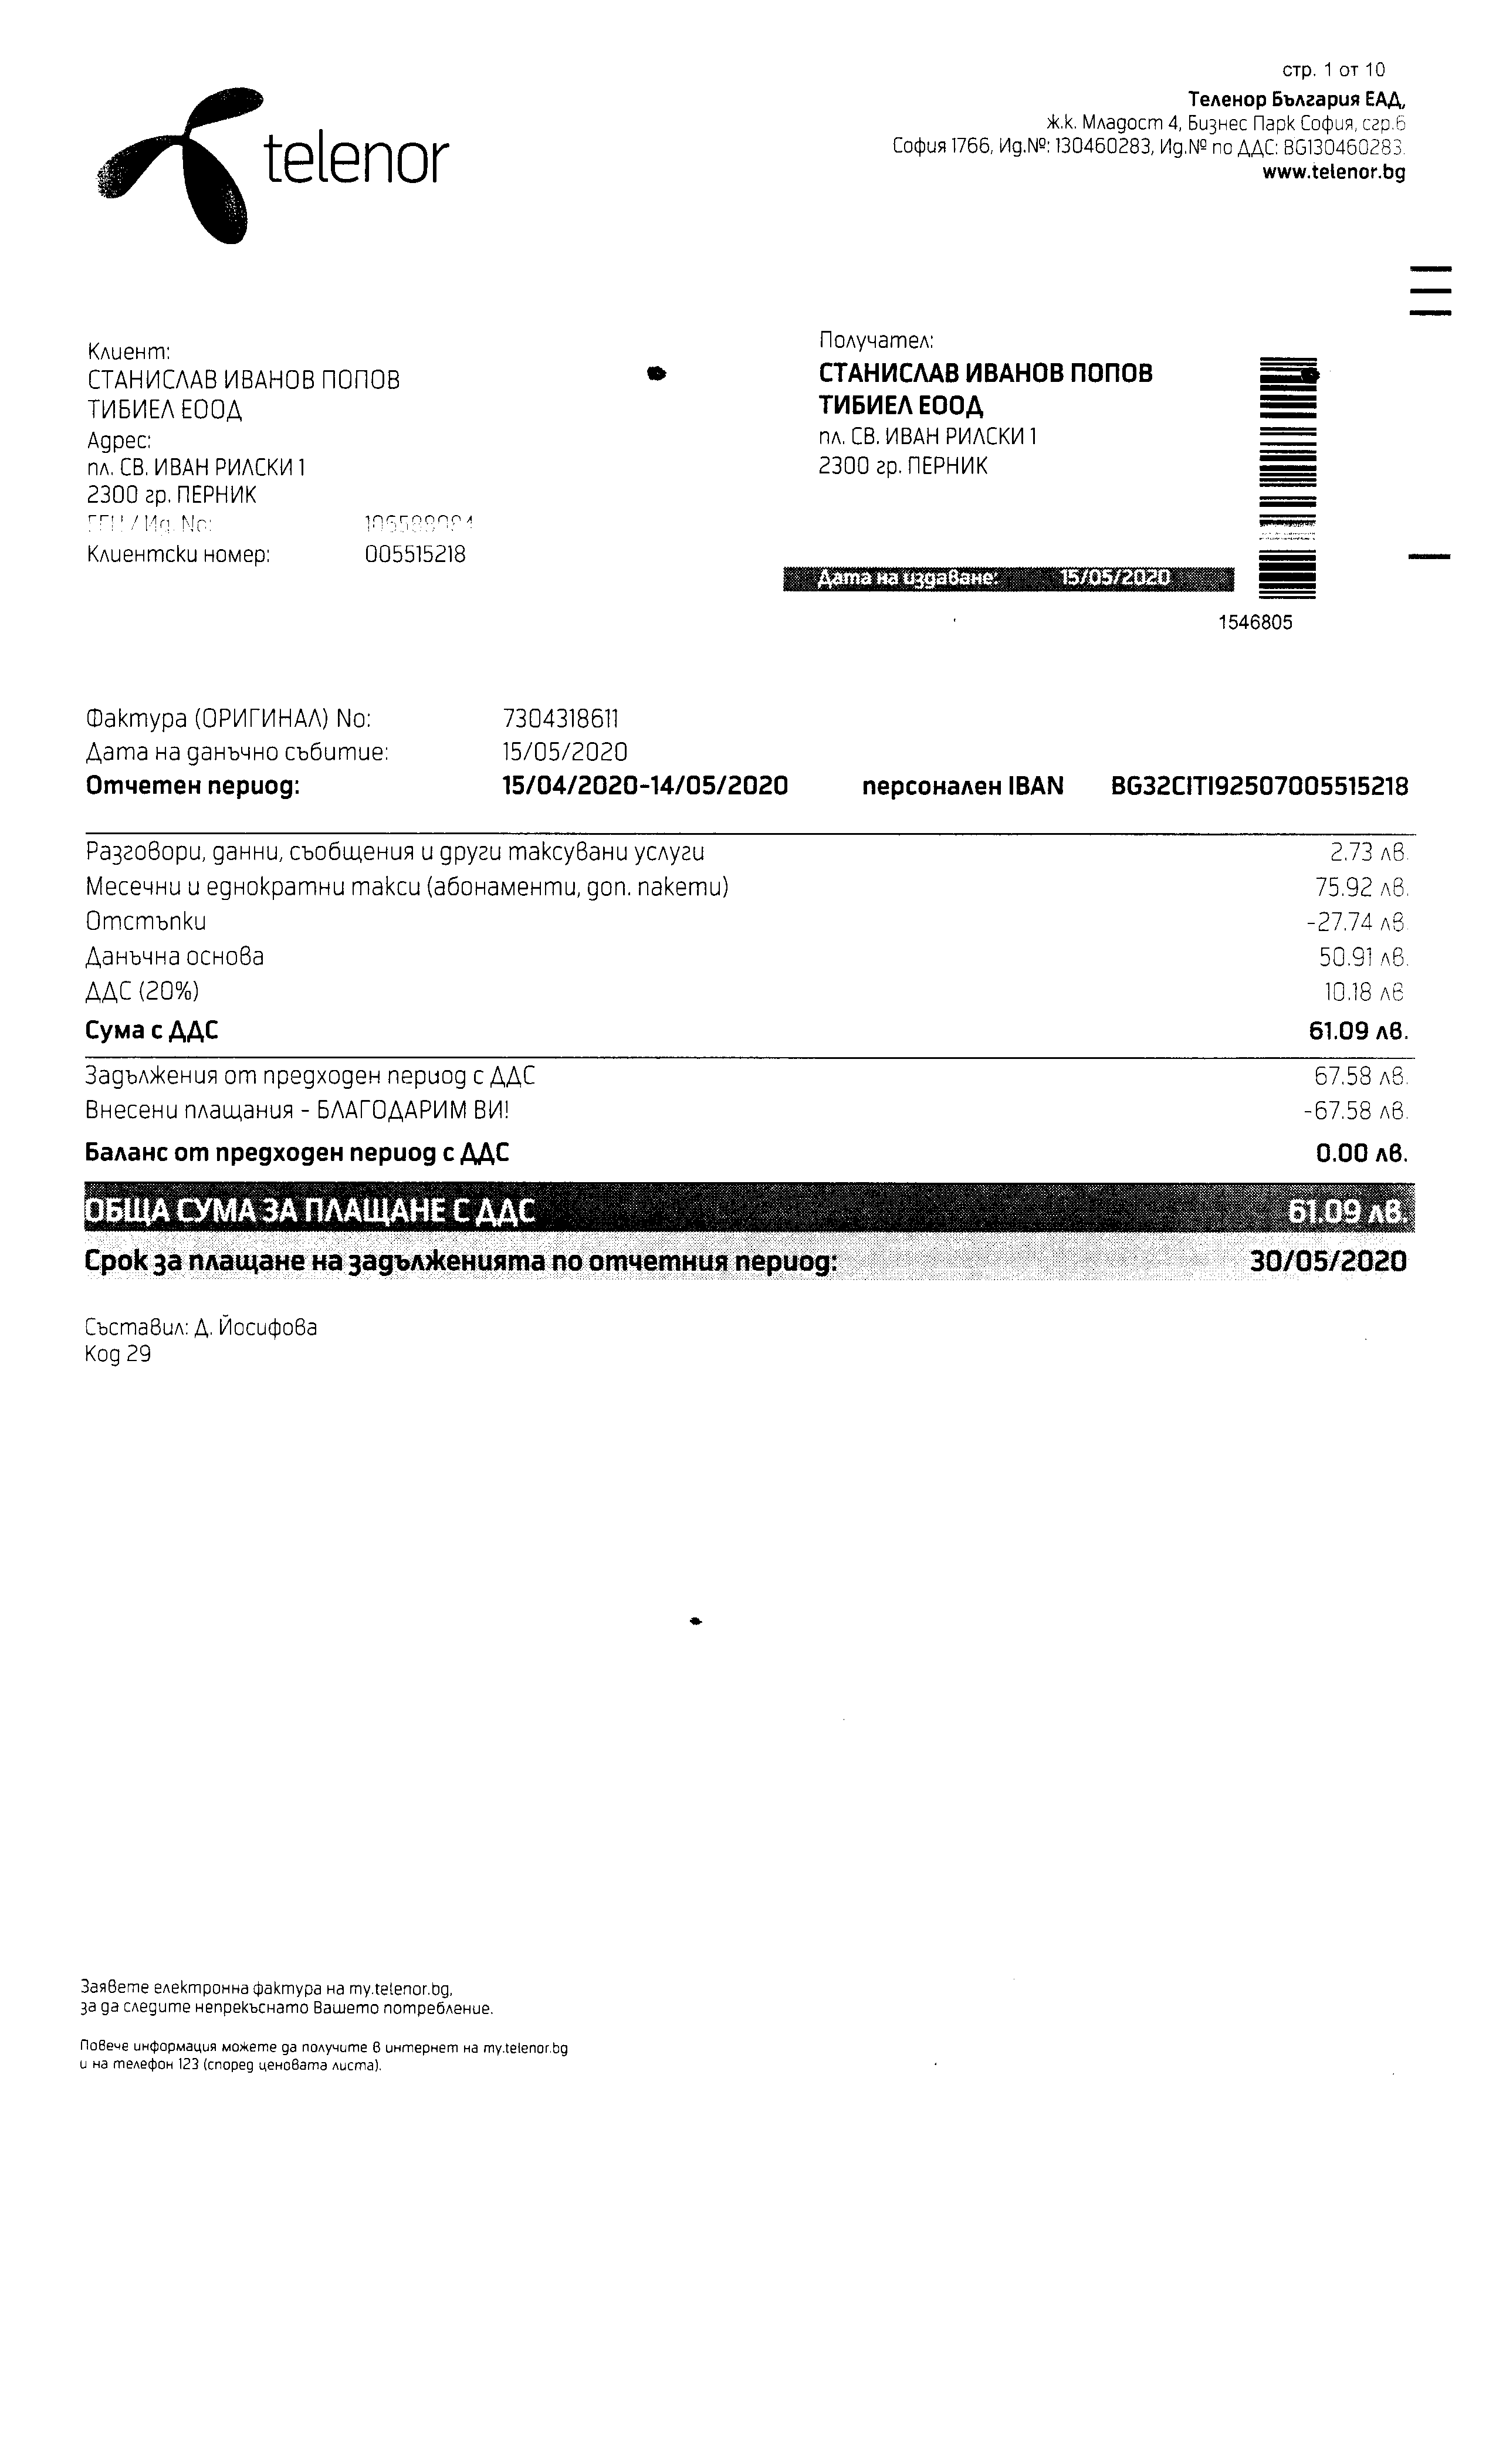 стр. 1 от 10
Теленор България ЕАД,
Ж.к. Младост 4, Бизнес Парк София, сгр.6
София 1766, Ид.№: 130460283, Ид.№ по ДДС: BG130460283.
www.telenor.bg
telenor
Клиент:
СТАНИСЛАВ ИВАНОВ ПОПОВ
ТИБИЕЛ ЕООД
Адрес:
пл. СВ. ИВАН РИЛСКИ 1
2300 гр. ПЕРНИК
/ Ид. No:
Клиентски номер: 005515218
Получател:
СТАНИСЛАВ ИВАНОВ ПОПОВ
ТИБИЕЛ ЕООД
пл. СВ. ИВАН РИЛСКИ 1
2300 гр. ПЕРНИК
Дата на издаване: 15/05/2020
1546805
Фактура (ОРИГИНАЛ) No: 7304318611
Дата на данъчно събитие: 15/05/2020
Отчетен период: 15/04/2020-14/05/2020 персонален IBAN BG32CITI92507005515218
Разговори, данни, съобщения и други таксувани услуги 2.73 лв.
Месечни и еднократни такси (абонаменти, доп. пакети) 75.92 лв.
Отстъпки -27.74 лв.
Данъчна основа 50.91 лв.
ДДС (20%) 10.18 лв
Сума с ДДС 61.09 лв.
Задължения от предходен период с ДДС 67.58 лв.
Внесени плащания - БЛАГОДАРИМ ВИ! -67.58 лв.
Баланс от предходен период с ДДС 0.00 лв.
ОБЩА СУМА ЗА ПЛАЩАНЕ С ДДС 61.09 лв.
Срок за плащане на задълженията по отчетния период: 30/05/2020
Съставил: Д. Йосифова
Код 29
Заявете електронна фактура на my.telenor.bg,
за да следите непрекъснато Вашето потребление.
Повече информация можете да получите в интернет на my.telenor.bg
и на телефон 123 (според ценовата листа).